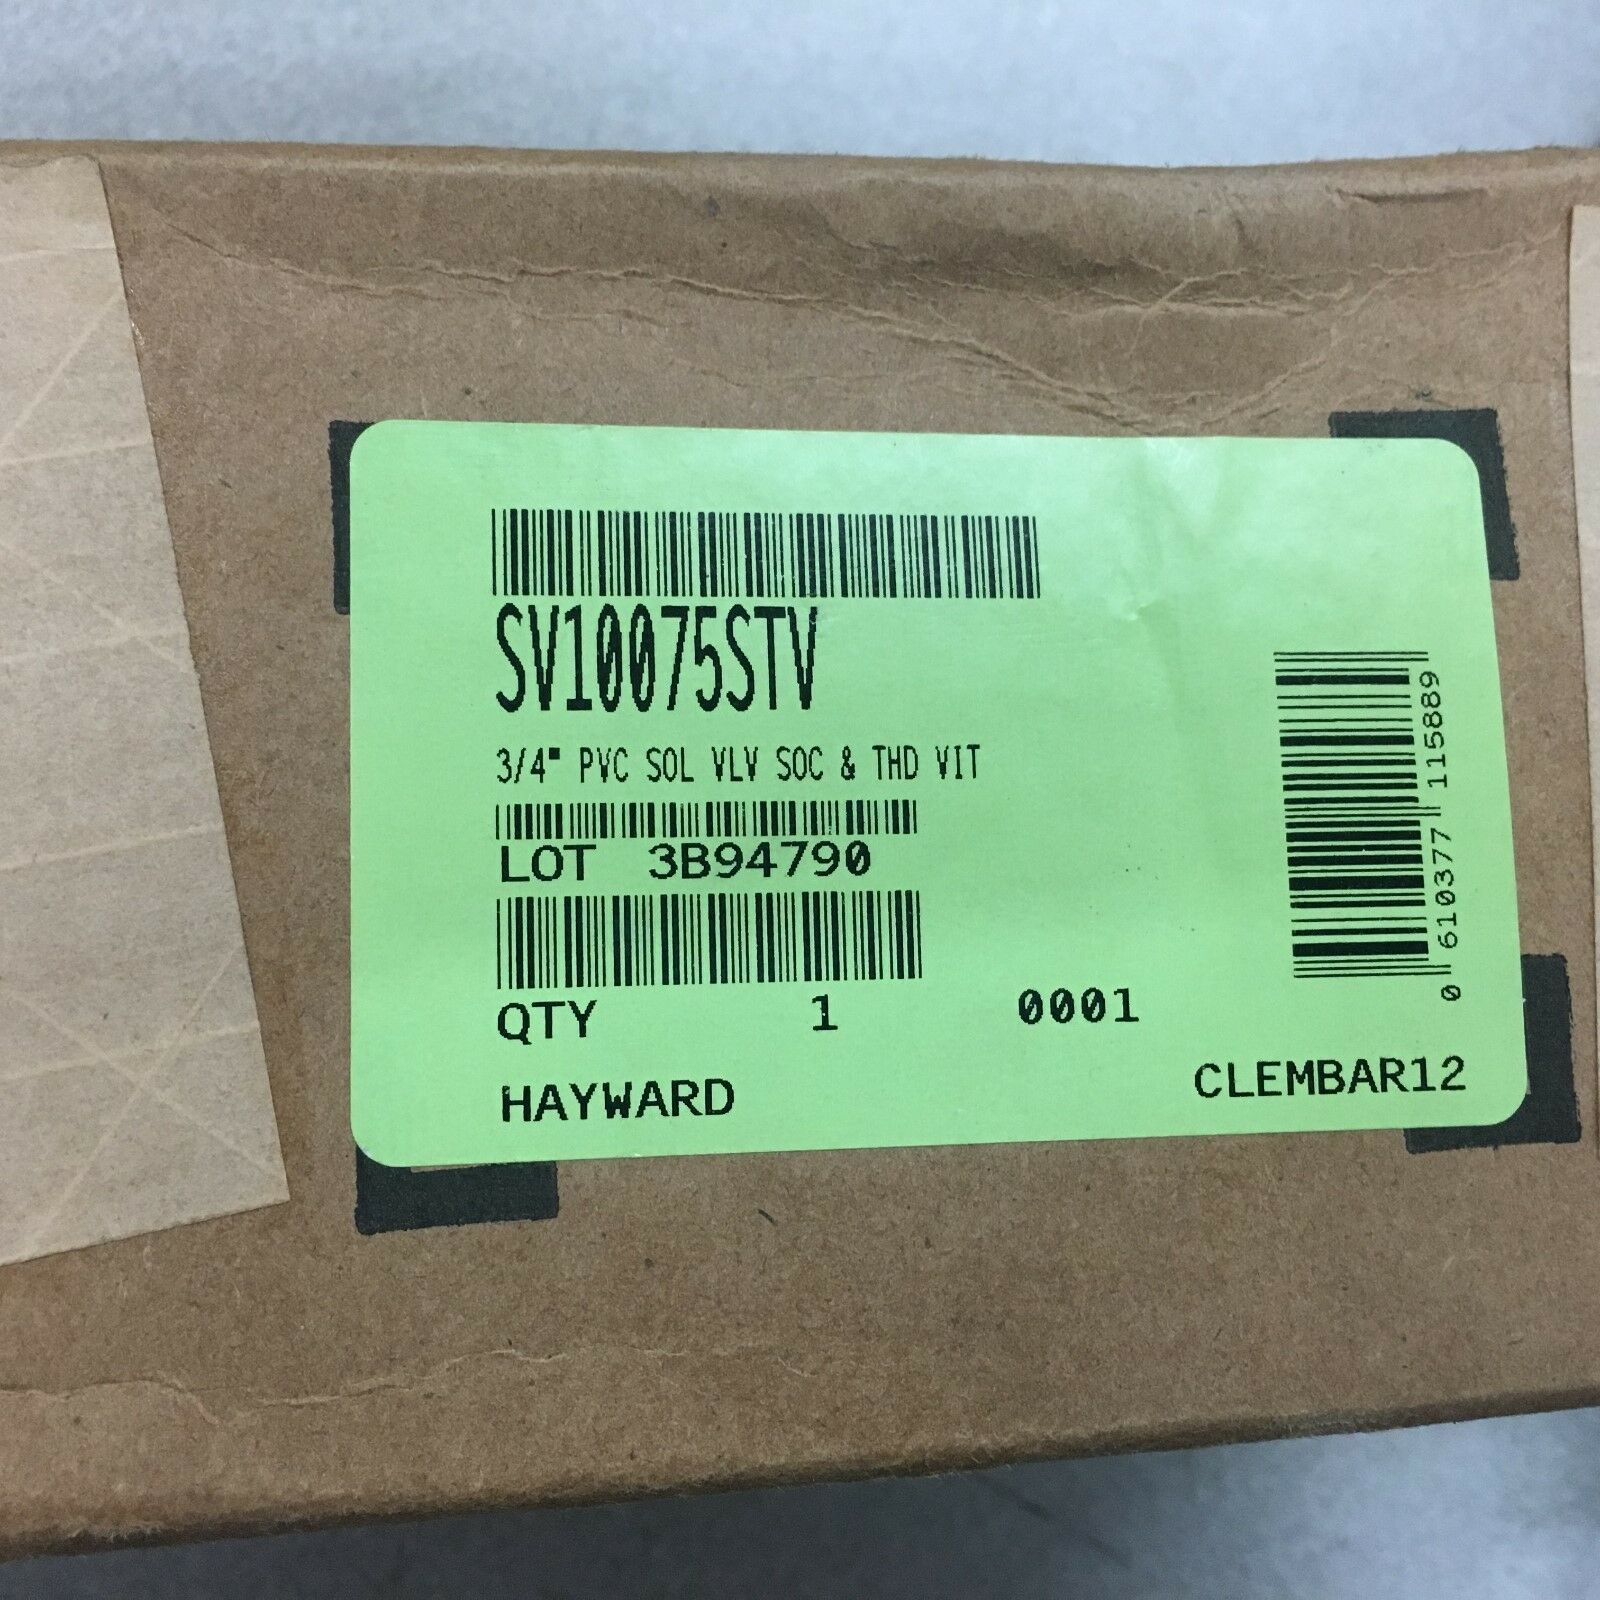 SV10075STV
3/4" PVC SOL VLV SOC & THD VIT
LOT 3B94790
QTY 1 0001
HAYWARD
CLEMBAR12
0 610377 115889